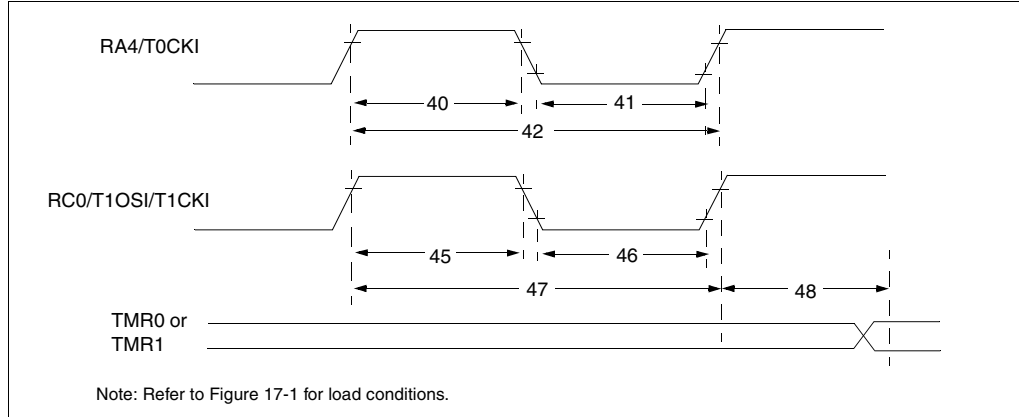 RA4/T0CKI
40
41
42
RC0/T1OSI/T1CKI
45
46
47
48
TMR0 or
TMR1
Note: Refer to Figure 17-1 for load conditions.